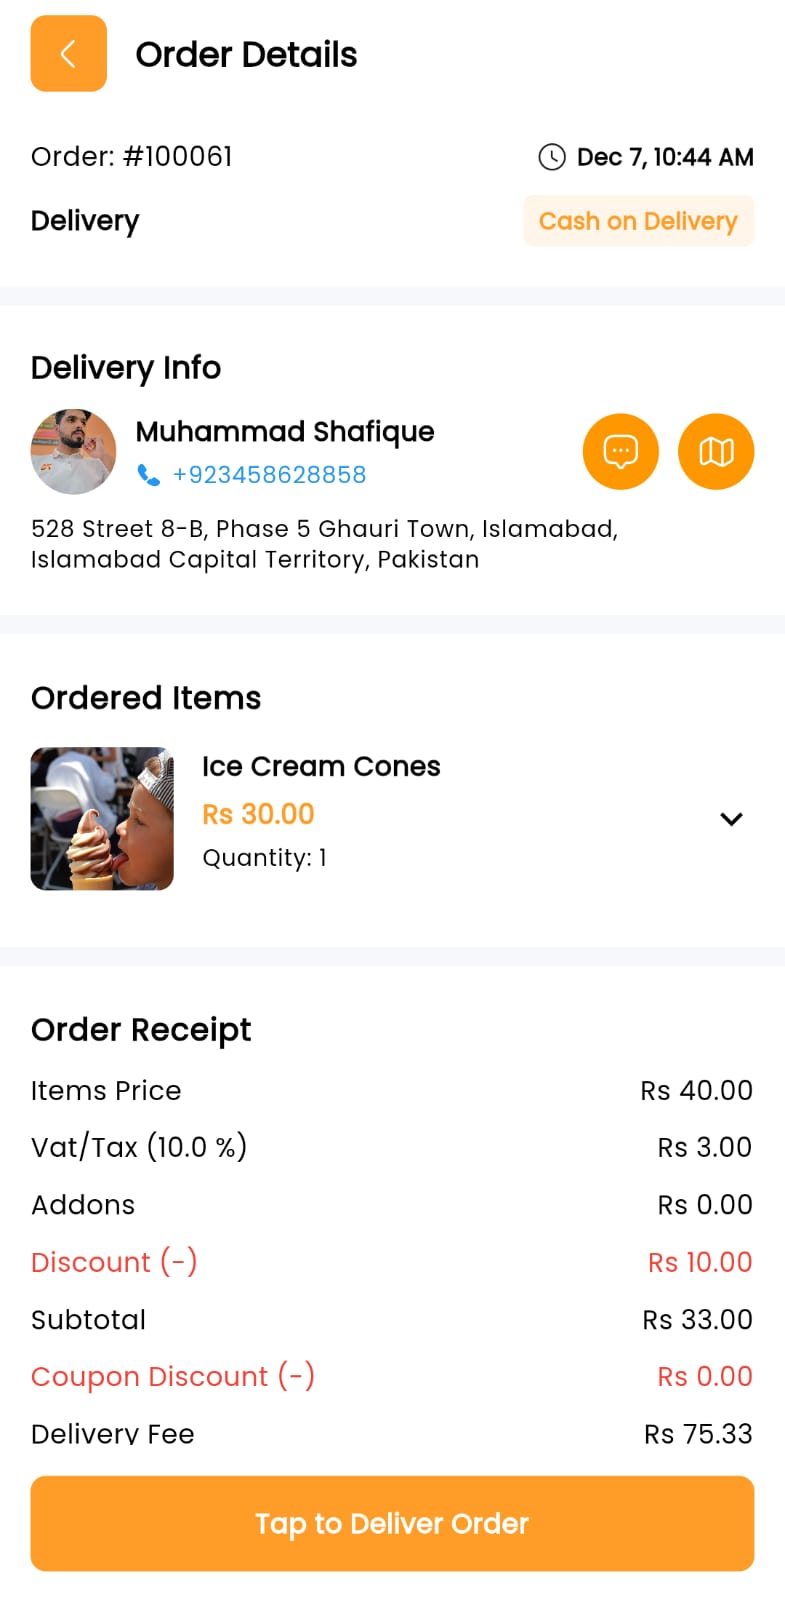 Order Details
Order: #100061
Dec 7, 10:44 AM
Delivery
Cash on Delivery
Delivery Info
Muhammad Shafique
+923458628858
528 Street 8-B, Phase 5 Ghauri Town, Islamabad,
Islamabad Capital Territory, Pakistan
Ordered Items
Ice Cream Cones
Rs 30.00
Quantity: 1
Order Receipt
Items Price Rs 40.00
Vat/Tax (10.0 %) Rs 3.00
Addons Rs 0.00
Discount (-) Rs 10.00
Subtotal Rs 33.00
Coupon Discount (-) Rs 0.00
Delivery Fee Rs 75.33
Tap to Deliver Order